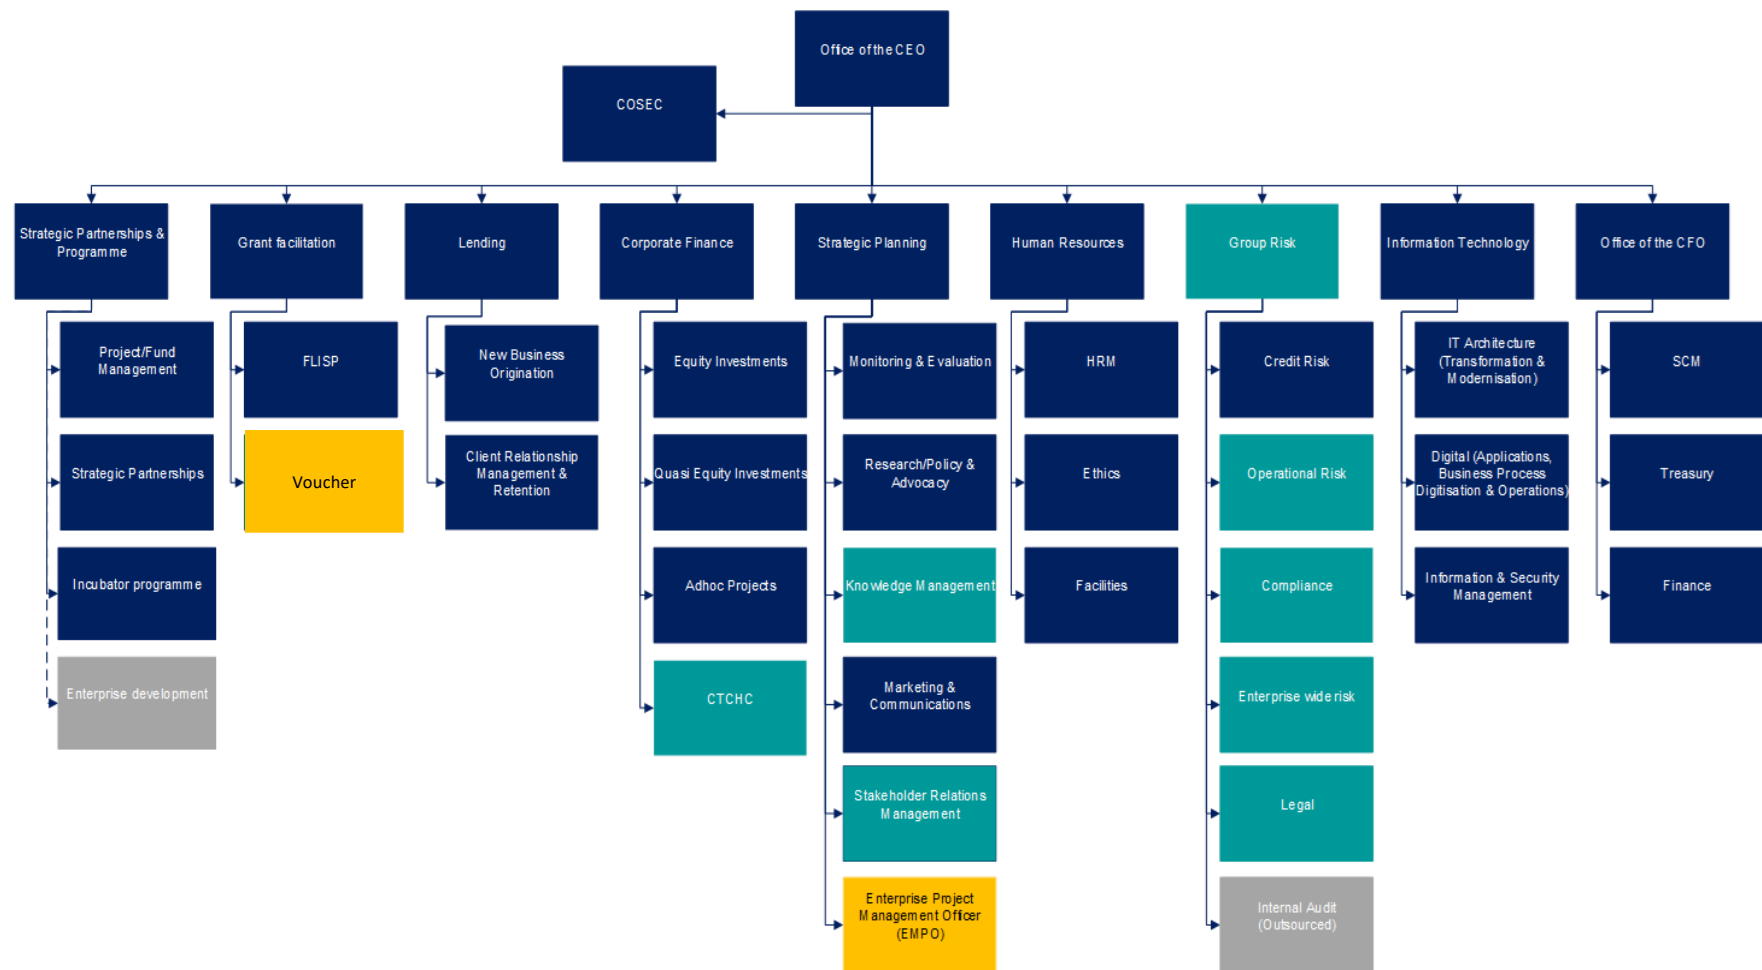 Office of the CEO
COSEC
Strategic Partnerships &
Programme
Grant facilitation
Lending
Corporate Finance
Strategic Planning
Human Resources
Group Risk
Information Technology
Office of the CFO
Project/Fund
Management
Strategic Partnerships
Incubator programme
Enterprise development
FLISP
Voucher
New Business
Origination
Client Relationship
Management &
Retention
Equity Investments
Quasi Equity Investments
Adhoc Projects
CTCHC
Monitoring & Evaluation
Research/Policy &
Advocacy
Knowledge Management
Marketing &
Communications
Stakeholder Relations
Management
Enterprise Project
Management Officer
(EMPO)
HRM
Ethics
Facilities
Credit Risk
Operational Risk
Compliance
Enterprise wide risk
Legal
Internal Audit
(Outsourced)
IT Architecture
(Transformation &
Modernisation)
Digital (Applications,
Business Process
Digitisation & Operations)
Information & Security
Management
SCM
Treasury
Finance